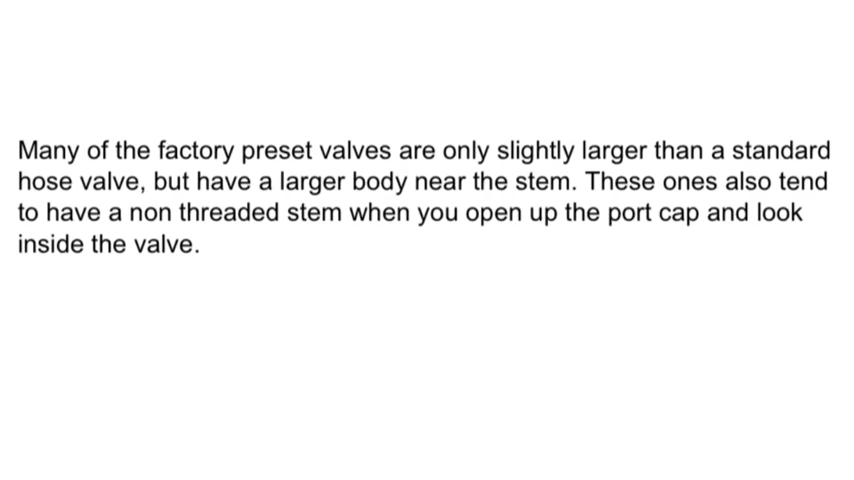 Many of the factory preset valves are only slightly larger than a standard
hose valve, but have a larger body near the stem. These ones also tend
to have a non threaded stem when you open up the port cap and look
inside the valve.